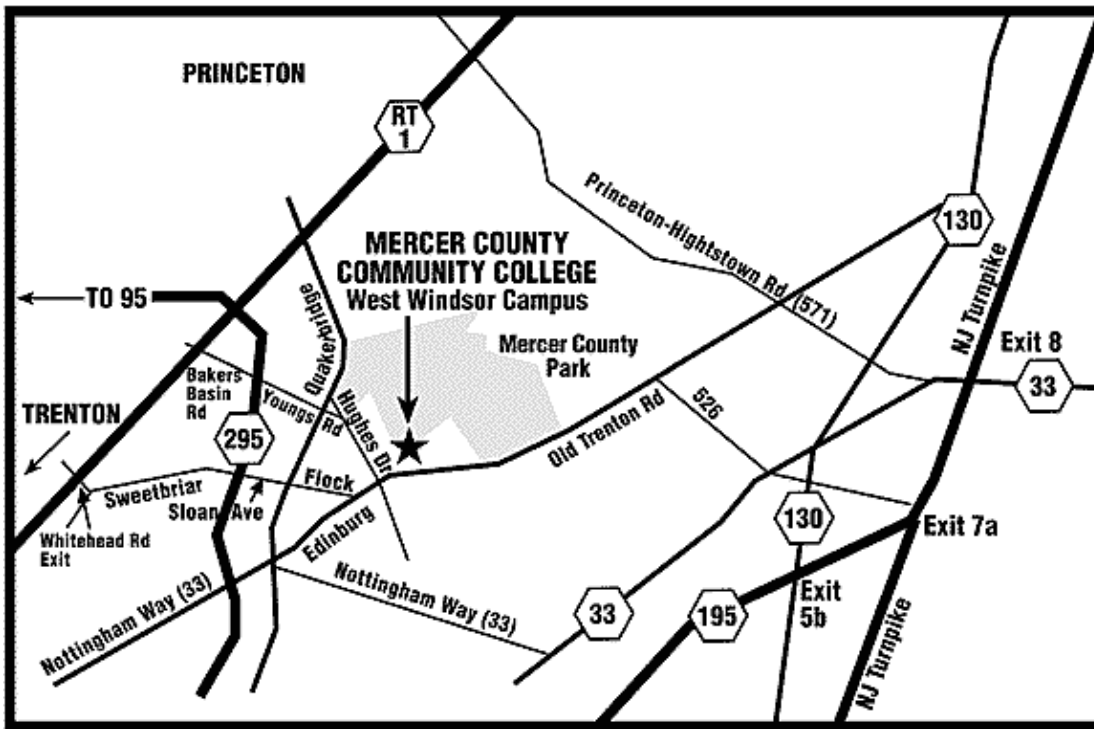 PRINCETON
RT
1
Princeton-Hightstown Rd. (571)
130
MERCER COUNTY
COMMUNITY COLLEGE
West Windsor Campus
TO 95
Quakerbridge
Mercer County
Park
NJ Turnpike
Exit 8
33
Bakers
Basin
Rd
Youngs Rd
Hughes Dr
TRENTON
295
526
Old Trenton Rd
Sweetbriar
Sloan Ave
Flock
Edinburg
Whitehead Rd
Exit
130
Exit 7a
Nottingham Way (33)
Nottingham Way (33)
33
195
Exit
5b
NJ Turnpike